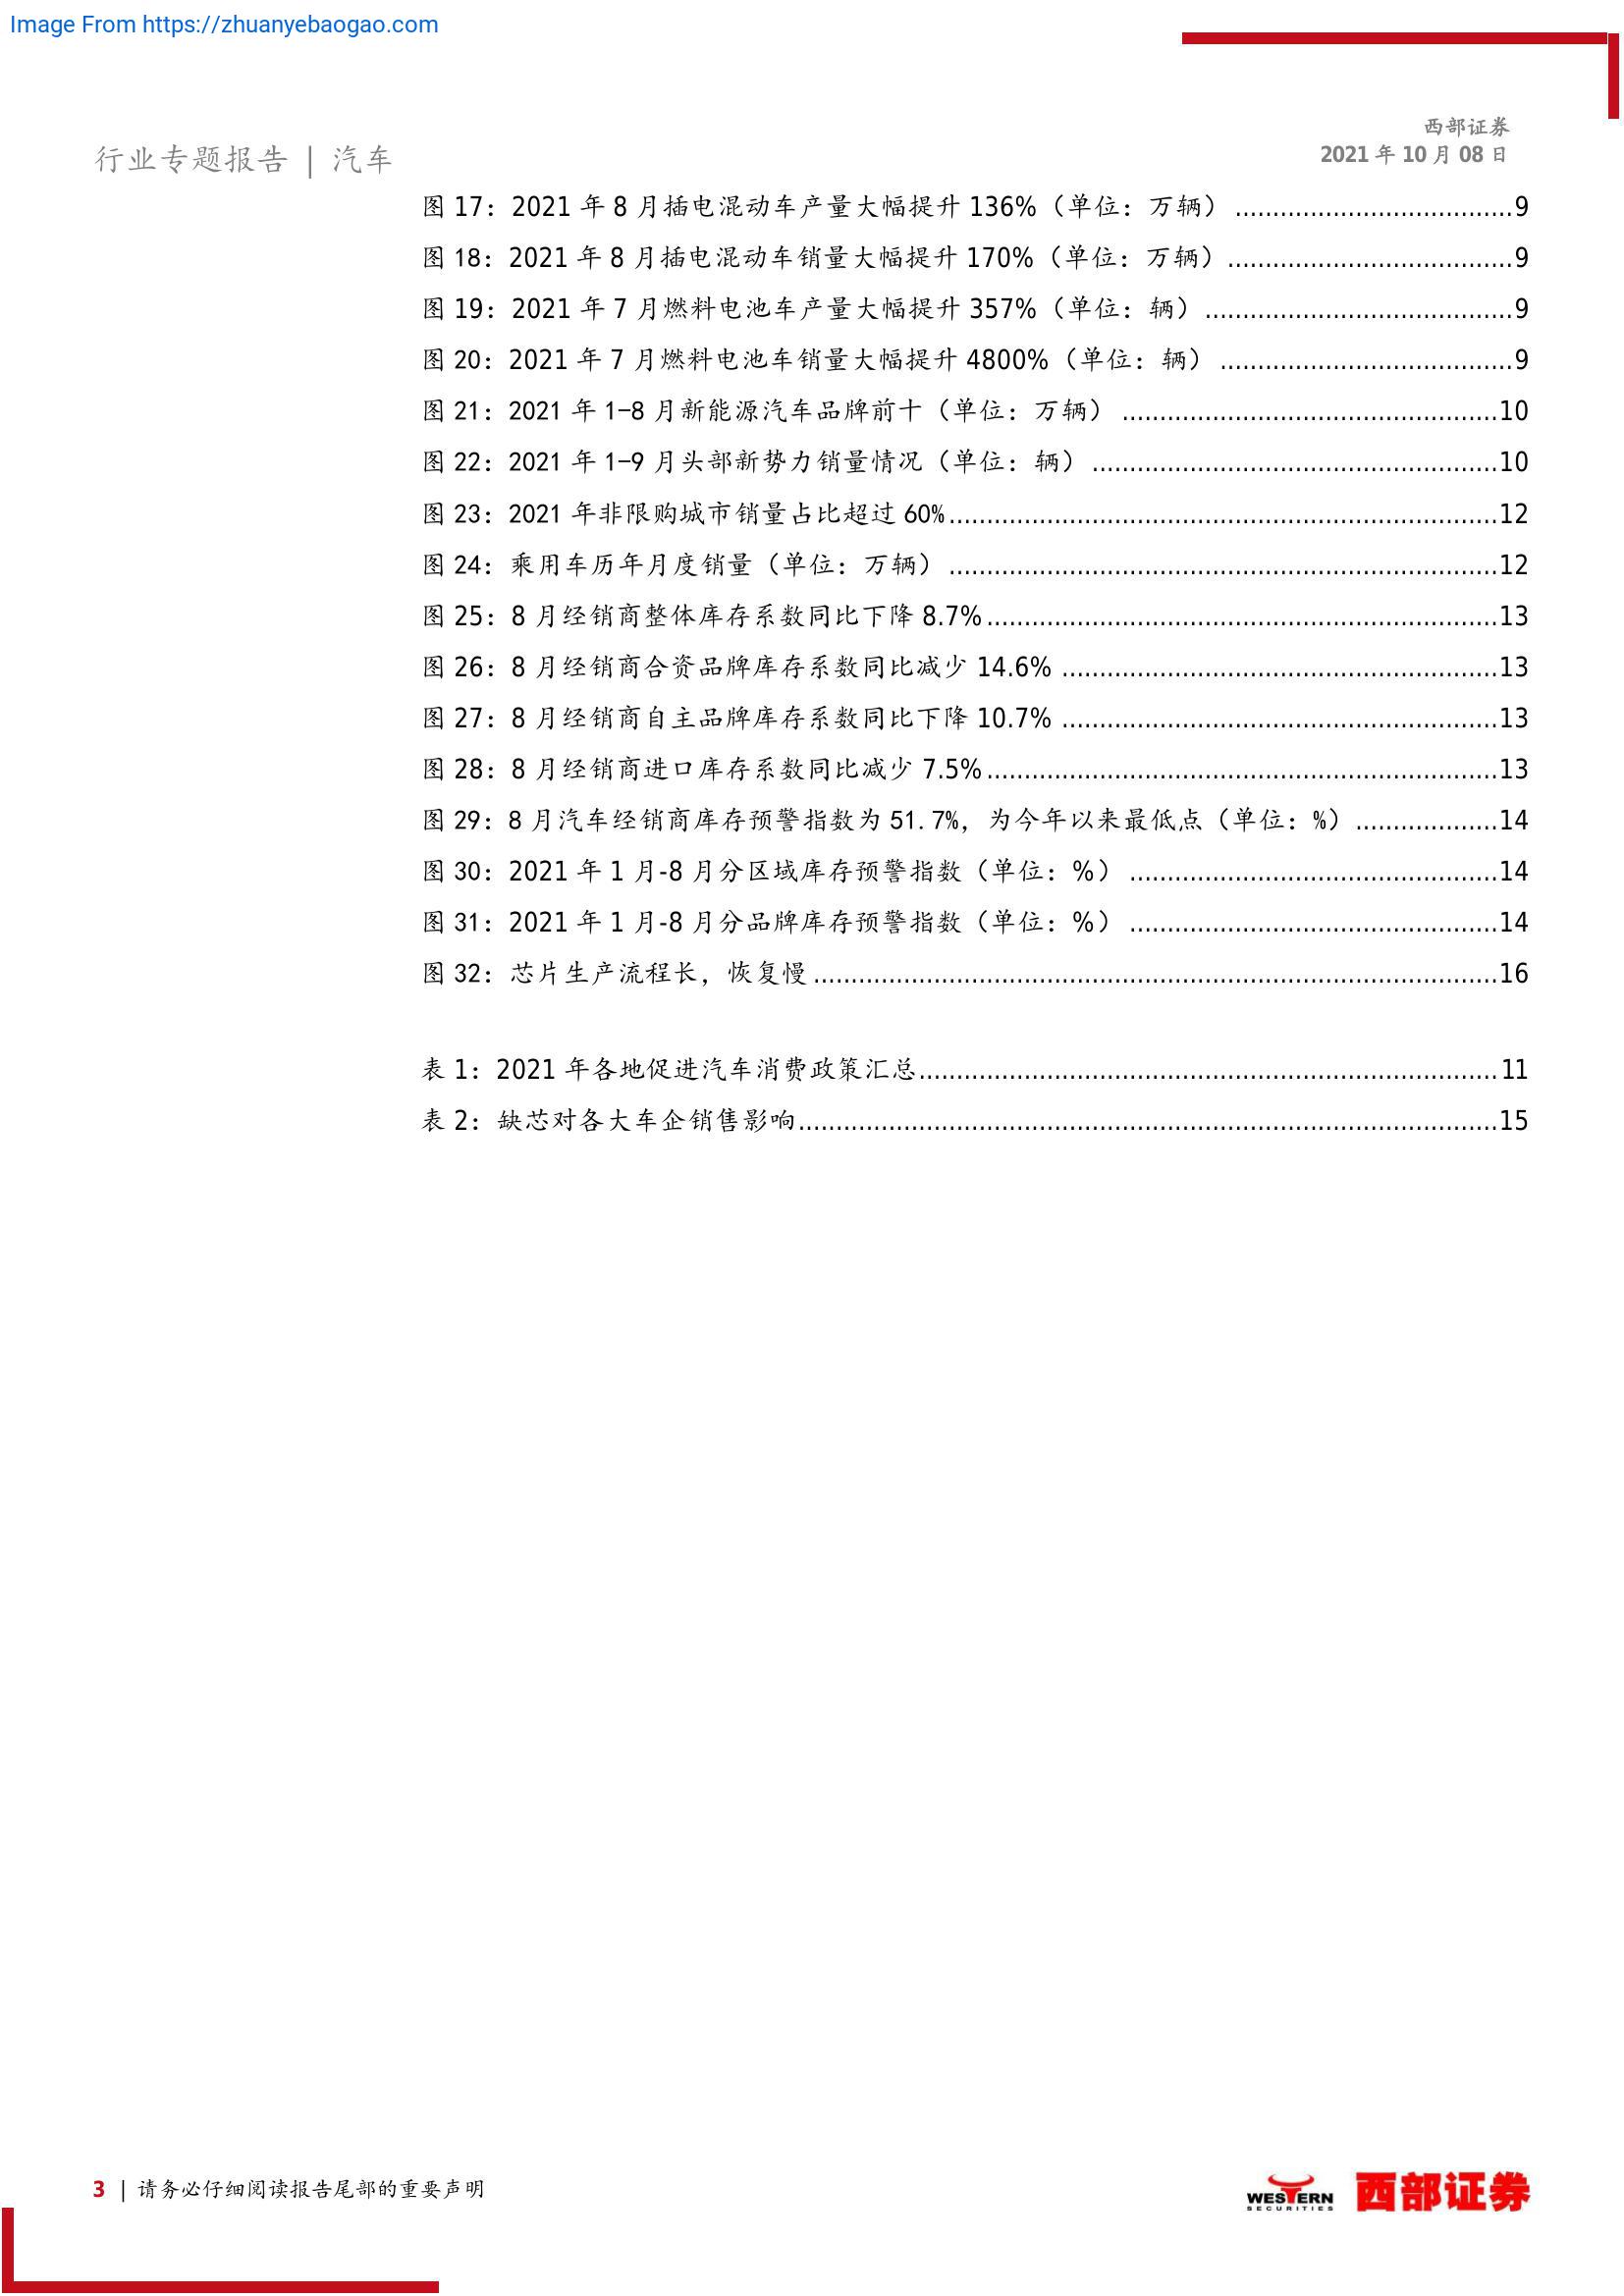 Image From https://zhuanyebaogao.com
西部证券
2021 年 10 月 08 日
行业专题报告 | 汽车
图 17：2021 年 8 月插电混动车产量大幅提升 136%（单位：万辆） .....................................9
图 18：2021 年 8 月插电混动车销量大幅提升 170%（单位：万辆）......................................9
图 19：2021 年 7 月燃料电池车产量大幅提升 357%（单位：辆） .........................................9
图 20：2021 年 7 月燃料电池车销量大幅提升 4800%（单位：辆） .......................................9
图 21：2021 年 1-8 月新能源汽车品牌前十（单位：万辆） ..................................................10
图 22：2021 年 1-9 月头部新势力销量情况（单位：辆） ......................................................10
图 23：2021 年非限购城市销量占比超过 60%.........................................................................12
图 24：乘用车历年月度销量（单位：万辆） .........................................................................12
图 25：8 月经销商整体库存系数同比下降 8.7%....................................................................13
图 26：8 月经销商合资品牌库存系数同比减少 14.6% ..........................................................13
图 27：8 月经销商自主品牌库存系数同比下降 10.7% ..........................................................13
图 28：8 月经销商进口库存系数同比减少 7.5%....................................................................13
图 29：8 月汽车经销商库存预警指数为 51.7%，为今年以来最低点（单位：%）...................14
图 30：2021 年 1 月-8 月分区域库存预警指数（单位：%） .................................................14
图 31：2021 年 1 月-8 月分品牌库存预警指数（单位：%） .................................................14
图 32：芯片生产流程长，恢复慢...........................................................................................16
表 1：2021 年各地促进汽车消费政策汇总.............................................................................11
表 2：缺芯对各大车企销售影响.............................................................................................15
3 | 请务必仔细阅读报告尾部的重要声明
WESTERN
SECURITIES
西部证券